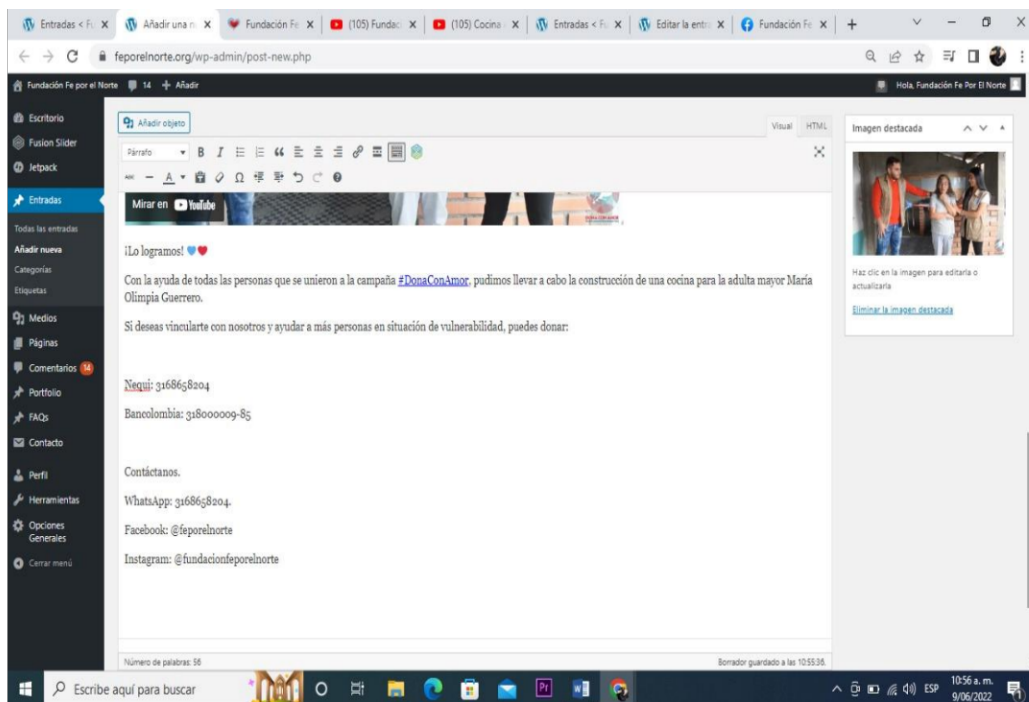 Entradas < Fu
Añadir una n
Fundación Fe
(105) Fundac
(105) Cocina
Entradas < Fu
Editar la entr
Fundación Fe
feporelnorte.org/wp-admin/post-new.php
Fundación Fe por el Norte 14 + Añadir
Hola, Fundación Fe Por El Norte
Escritorio
Fusion Slider
Jetpack
Entradas
Todas las entradas
Añadir nueva
Categorías
Etiquetas
Medios
Páginas
Comentarios 14
Portfolio
FAQs
Contacto
Perfil
Herramientas
Opciones
Generales
Cerrar menú
Añadir objeto
Visual HTML
Párrafo
Mirar en YouTube
¡Lo logramos!
Con la ayuda de todas las personas que se unieron a la campaña #DonaConAmor, pudimos llevar a cabo la construcción de una cocina para la adulta mayor María
Olimpia Guerrero.
Si deseas vincularte con nosotros y ayudar a más personas en situación de vulnerabilidad, puedes donar:
Nequi: 3168658204
Bancolombia: 318000009-85
Contáctanos.
WhatsApp: 3168658204.
Facebook: @feporelnorte
Instagram: @fundacionfeporelnorte
Número de palabras: 56
Borrador guardado a las 10:55:36.
Imagen destacada
Haz clic en la imagen para editarla o
actualizarla
Eliminar la imagen destacada
Escribe aquí para buscar
Pr
ESP
10:56 a. m.
9/06/2022